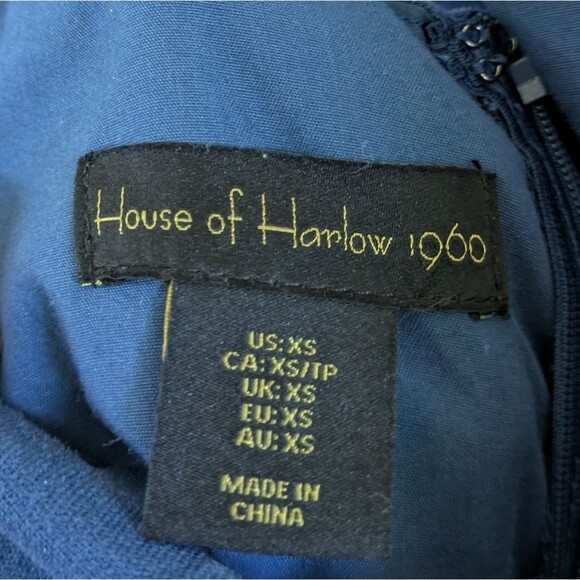 House of Harlow 1960
US: XS
CA: XS/TP
UK: XS
EU: XS
AU: XS
MADE IN
CHINA